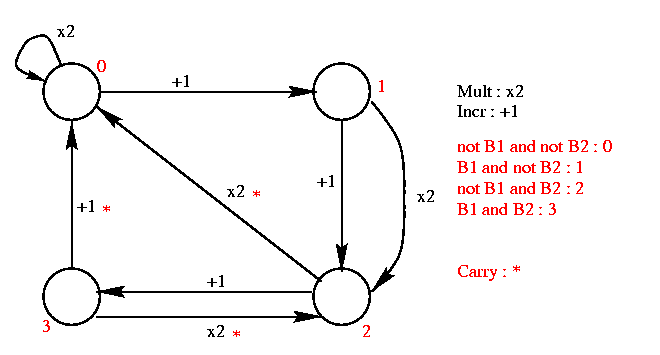 x2
0
+1
1
Mult : x2
Incr : +1
not B1 and not B2 : 0
B1 and not B2 : 1
not B1 and B2 : 2
B1 and B2 : 3
+1
x2 *
x2
+1 *
Carry : *
+1
3
x2 *
2